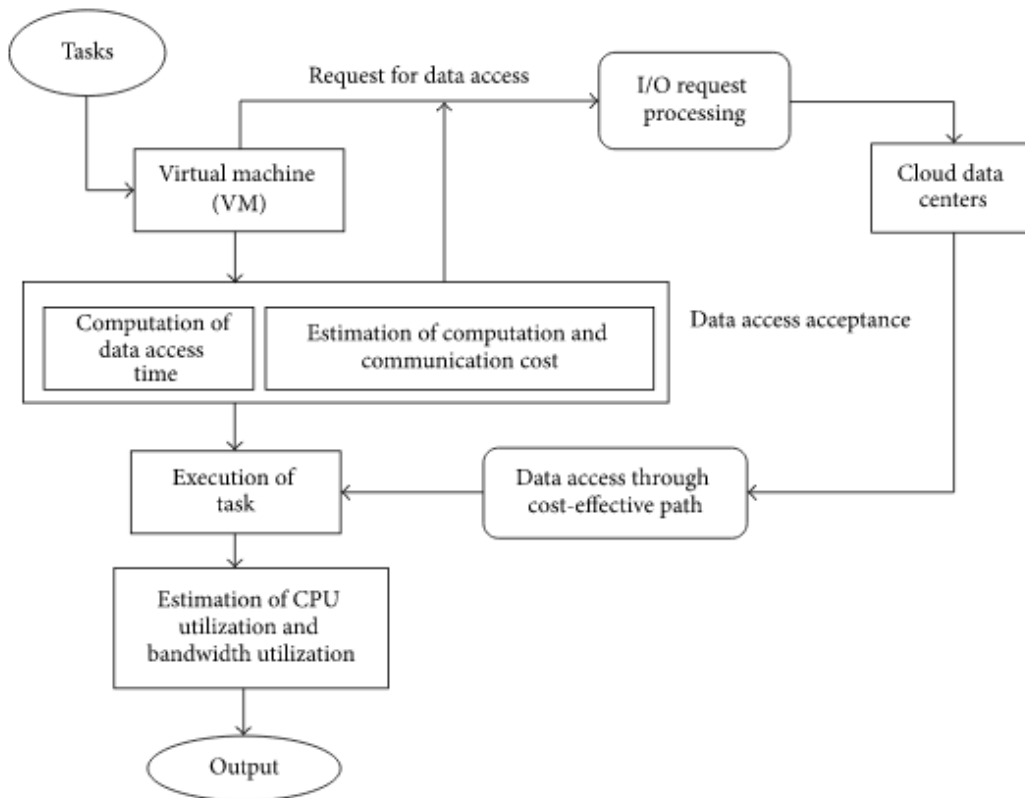 Tasks
Request for data access
I/O request
processing
Virtual machine
(VM)
Cloud data
centers
Computation of
data access
time
Estimation of computation and
communication cost
Data access acceptance
Execution of
task
Data access through
cost-effective path
Estimation of CPU
utilization and
bandwidth utilization
Output